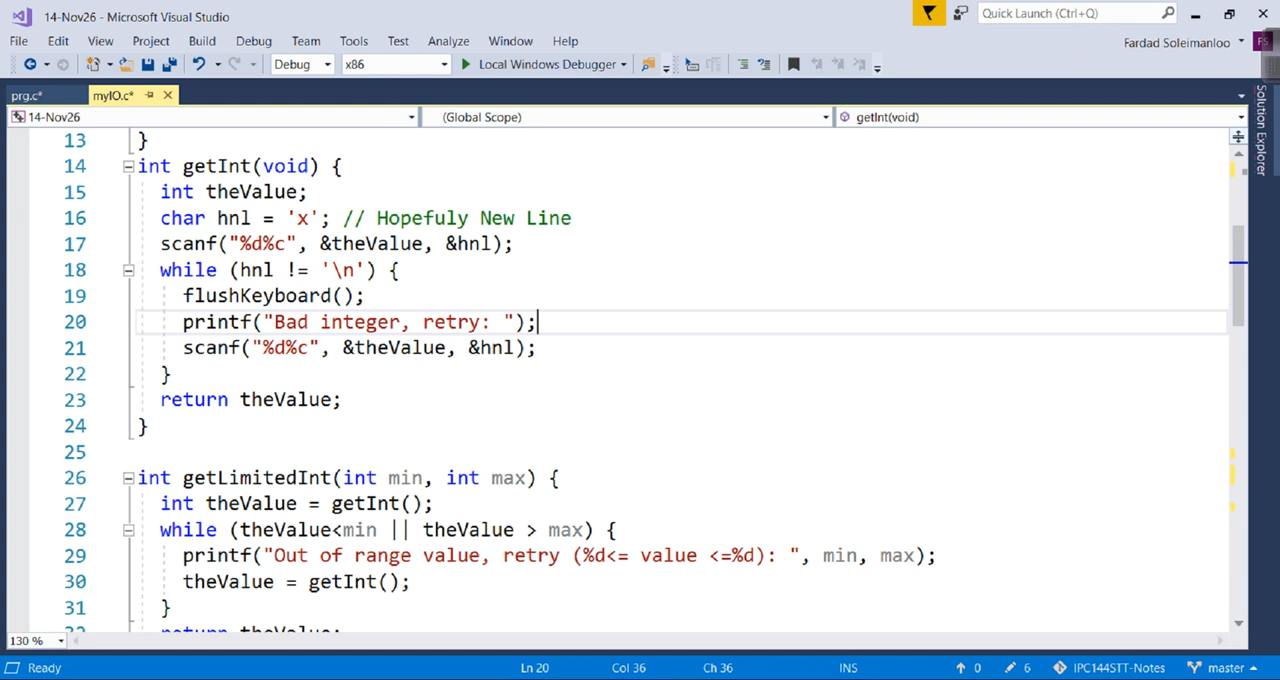 14-Nov26 - Microsoft Visual Studio
Quick Launch (Ctrl+Q)
File Edit View Project Build Debug Team Tools Test Analyze Window Help
Fardad Soleimanloo FS
Debug x86 Local Windows Debugger
prg.c* myIO.c*
Solution Explorer
14-Nov26 (Global Scope) getInt(void)
13 }
14 int getInt(void) {
15 int theValue;
16 char hnl = 'x'; // Hopefuly New Line
17 scanf("%d%c", &theValue, &hnl);
18 while (hnl != '\n') {
19 flushKeyboard();
20 printf("Bad integer, retry: ");
21 scanf("%d%c", &theValue, &hnl);
22 }
23 return theValue;
24 }
25
26 int getLimitedInt(int min, int max) {
27 int theValue = getInt();
28 while (theValue<min || theValue > max) {
29 printf("Out of range value, retry (%d<= value <=%d): ", min, max);
30 theValue = getInt();
31 }
32 return theValue;
130 %
Ready Ln 20 Col 36 Ch 36 INS 0 6 IPC144STT-Notes master